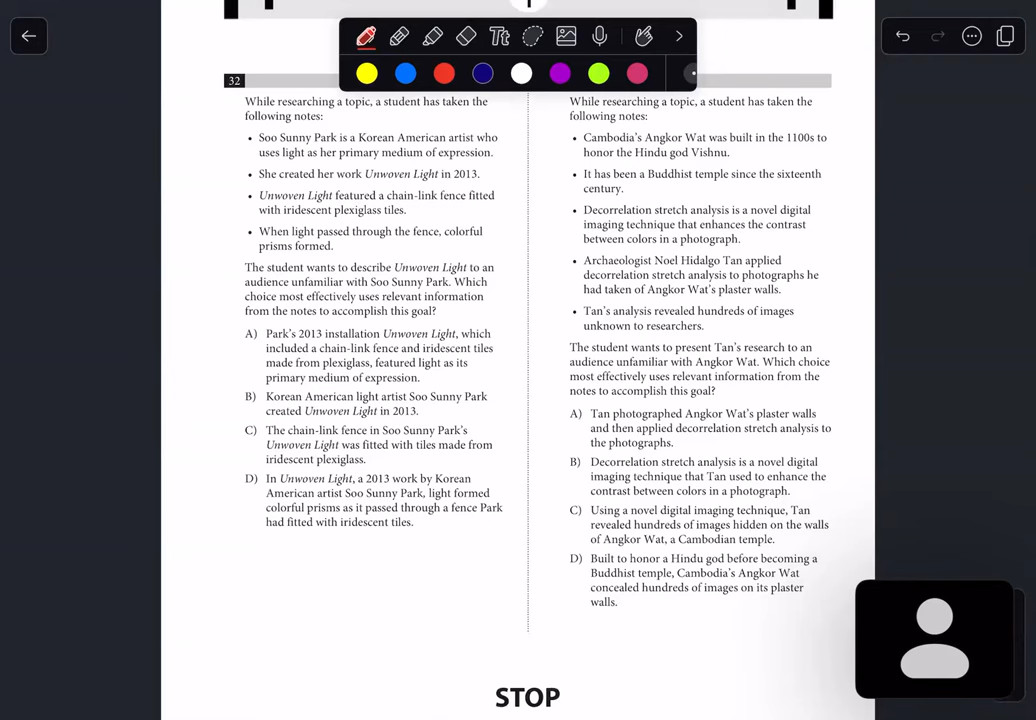 Tt
32
While researching a topic, a student has taken the
following notes:
• Soo Sunny Park is a Korean American artist who
uses light as her primary medium of expression.
• She created her work Unwoven Light in 2013.
• Unwoven Light featured a chain-link fence fitted
with iridescent plexiglass tiles.
• When light passed through the fence, colorful
prisms formed.
The student wants to describe Unwoven Light to an
audience unfamiliar with Soo Sunny Park. Which
choice most effectively uses relevant information
from the notes to accomplish this goal?
A) Park's 2013 installation Unwoven Light, which
included a chain-link fence and iridescent tiles
made from plexiglass, featured light as its
primary medium of expression.
B) Korean American light artist Soo Sunny Park
created Unwoven Light in 2013.
C) The chain-link fence in Soo Sunny Park's
Unwoven Light was fitted with tiles made from
iridescent plexiglass.
D) In Unwoven Light, a 2013 work by Korean
American artist Soo Sunny Park, light formed
colorful prisms as it passed through a fence Park
had fitted with iridescent tiles.
While researching a topic, a student has taken the
following notes:
• Cambodia's Angkor Wat was built in the 1100s to
honor the Hindu god Vishnu.
• It has been a Buddhist temple since the sixteenth
century.
• Decorrelation stretch analysis is a novel digital
imaging technique that enhances the contrast
between colors in a photograph.
• Archaeologist Noel Hidalgo Tan applied
decorrelation stretch analysis to photographs he
had taken of Angkor Wat's plaster walls.
• Tan's analysis revealed hundreds of images
unknown to researchers.
The student wants to present Tan's research to an
audience unfamiliar with Angkor Wat. Which choice
most effectively uses relevant information from the
notes to accomplish this goal?
A) Tan photographed Angkor Wat's plaster walls
and then applied decorrelation stretch analysis to
the photographs.
B) Decorrelation stretch analysis is a novel digital
imaging technique that Tan used to enhance the
contrast between colors in a photograph.
C) Using a novel digital imaging technique, Tan
revealed hundreds of images hidden on the walls
of Angkor Wat, a Cambodian temple.
D) Built to honor a Hindu god before becoming a
Buddhist temple, Cambodia's Angkor Wat
concealed hundreds of images on its plaster
walls.
STOP